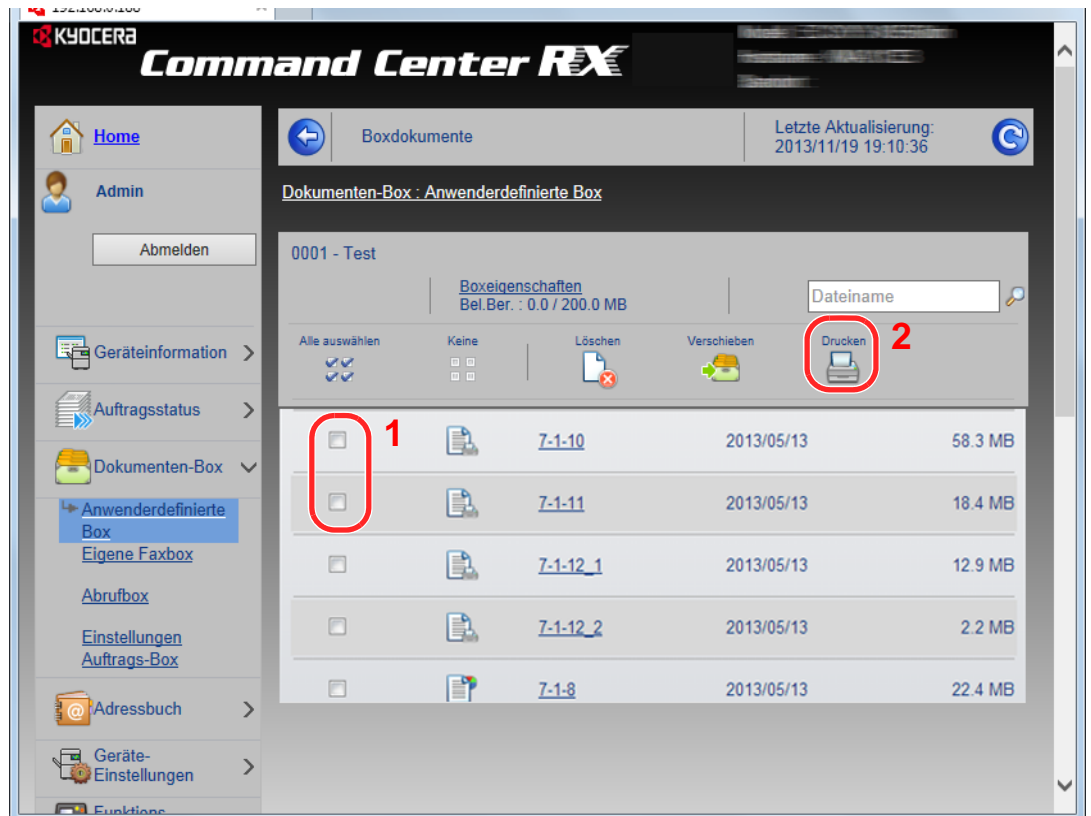 KYOCERA
Command Center RX
Home
Admin
Abmelden
Geräteinformation
Auftragsstatus
Dokumenten-Box
Anwenderdefinierte
Box
Eigene Faxbox
Abrufbox
Einstellungen
Auftrags-Box
Adressbuch
Geräte-
Einstellungen
Boxdokumente
Letzte Aktualisierung:
2013/11/19 19:10:36
Dokumenten-Box : Anwenderdefinierte Box
0001 - Test
Boxeigenschaften
Bel.Ber. : 0.0 / 200.0 MB
Dateiname
Alle auswählen Keine Löschen Verschieben Drucken 2
1
7-1-10 2013/05/13 58.3 MB
7-1-11 2013/05/13 18.4 MB
7-1-12_1 2013/05/13 12.9 MB
7-1-12_2 2013/05/13 2.2 MB
7-1-8 2013/05/13 22.4 MB